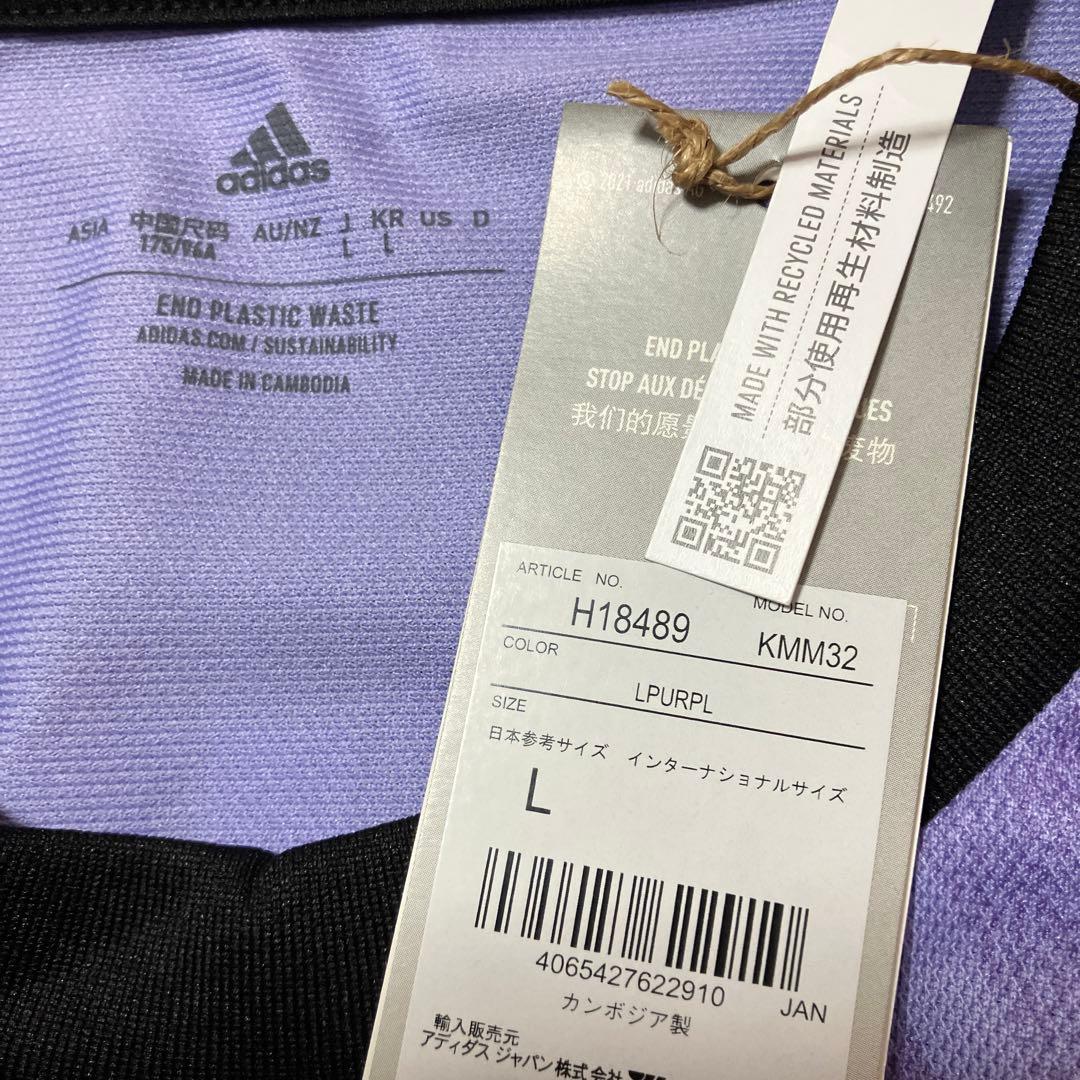 adidas
ASIA 中国尺码 AU/NZ J KR US D
175/96A L L
END PLASTIC WASTE
ADIDAS.COM / SUSTAINABILITY
MADE IN CAMBODIA
© 2021 adidas AG
492
MADE WITH RECYCLED MATERIALS
部分使用再生材料制造
END
STOP AUX
我们的愿
废物
ARTICLE NO.
MODEL NO.
H18489
KMM32
COLOR
LPURPL
SIZE
日本参考サイズ インターナショナルサイズ
L
4065427622910
JAN
カンボジア製
輸入販売元
アディダス ジャパン株式会